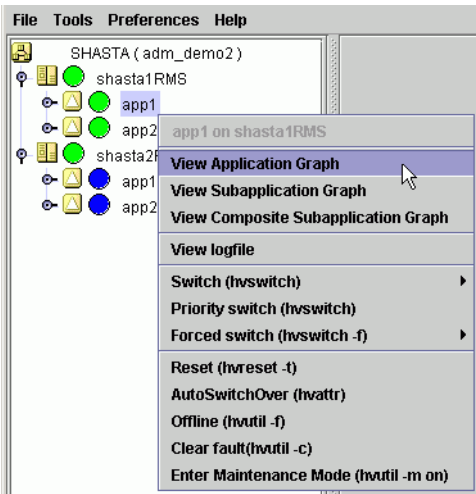 File Tools Preferences Help
SHASTA ( adm_demo2 )
shasta1RMS
app1
app2
app1 on shasta1RMS
shasta2
app1
app2
View Application Graph
View Subapplication Graph
View Composite Subapplication Graph
View logfile
Switch (hvswitch)
Priority switch (hvswitch)
Forced switch (hvswitch -f)
Reset (hvreset -t)
AutoSwitchOver (hvattr)
Offline (hvutil -f)
Clear fault(hvutil -c)
Enter Maintenance Mode (hvutil -m on)